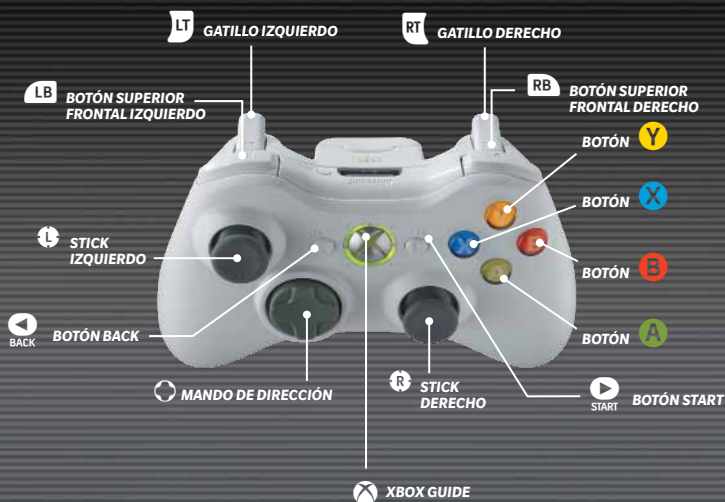 LT GATILLO IZQUIERDO
RT GATILLO DERECHO
LB BOTÓN SUPERIOR
FRONTAL IZQUIERDO
RB BOTÓN SUPERIOR
FRONTAL DERECHO
BOTÓN Y
BOTÓN X
L STICK
IZQUIERDO
BOTÓN B
BACK BOTÓN BACK
BOTÓN A
MANDO DE DIRECCIÓN
R STICK
DERECHO
START BOTÓN START
XBOX GUIDE